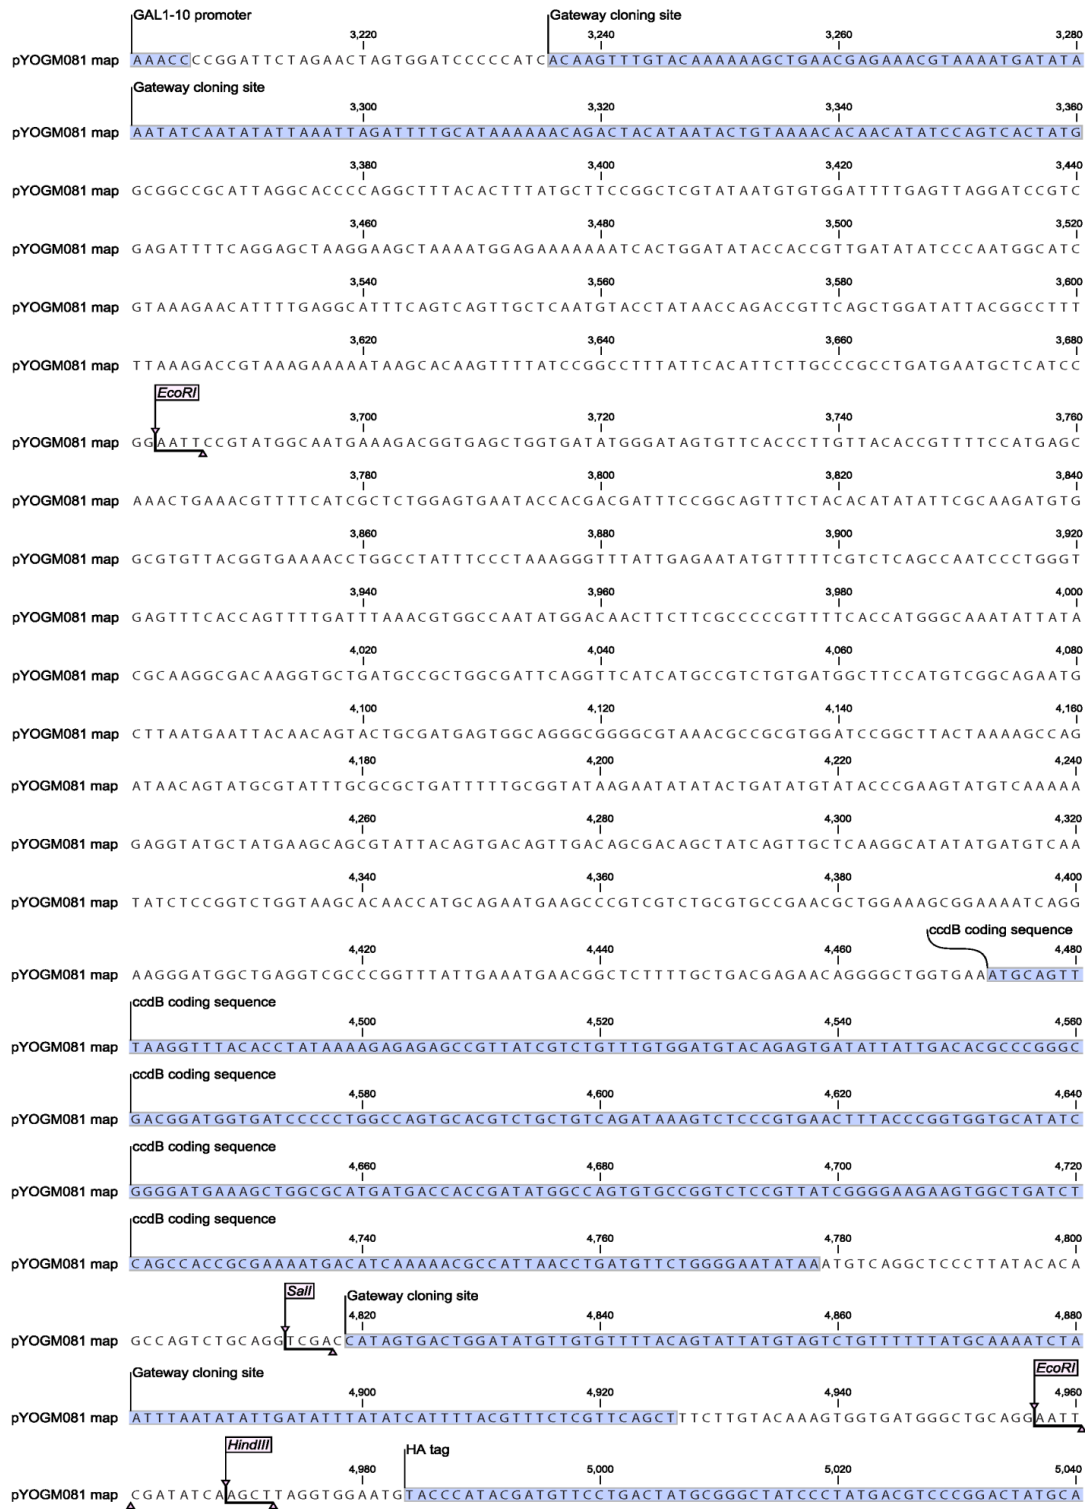 GAL1-10 promoter Gateway cloning site
3,220 3,240 3,260 3,280
pYOGM081 map AAACCCCGGATTCTAGAACTAGTGGATCCCCCATCACAAGTTTGTACAAAAAAGCTGAACGAGAAACGTAAAATGATATA
Gateway cloning site
3,300 3,320 3,340 3,360
pYOGM081 map AATATCAATATATTAAATTAGATTTTGCATAAAAAACAGACTACATAATACTGTAAAACACAACATATCCAGTCACTATG
3,380 3,400 3,420 3,440
pYOGM081 map GCGGCCGCATTAGGCACCCCAGGCTTTACACTTTATGCTTCCGGCTCGTATAATGTGTGGATTTTGAGTTAGGATCCGTC
3,460 3,480 3,500 3,520
pYOGM081 map GAGATTTTCAGGAGCTAAGGAAGCTAAAATGGAGAAAAAAATCACTGGATATACCACCGTTGATATATCCCAATGGCATC
3,540 3,560 3,580 3,600
pYOGM081 map GTAAAGAACATTTTGAGGCATTTCAGTCAGTTGCTCAATGTACCTATAACCAGACCGTTCAGCTGGATATTACGGCCTTT
3,620 3,640 3,660 3,680
pYOGM081 map TTAAAGACCGTAAAGAAAAATAAGCACAAGTTTTATCCGGCCTTTATTCACATTCTTGCCCGCCTGATGAATGCTCATCC
EcoRI
3,700 3,720 3,740 3,760
pYOGM081 map GGAATTCCGTATGGCAATGAAAGACGGTGAGCTGGTGATATGGGATAGTGTTCACCCTTGTTACACCGTTTTCCATGAGC
3,780 3,800 3,820 3,840
pYOGM081 map AAACTGAAACGTTTTCATCGCTCTGGAGTGAATACCACGACGATTTCCGGCAGTTTCTACACATATATTCGCAAGATGTG
3,860 3,880 3,900 3,920
pYOGM081 map GCGTGTTACGGTGAAAACCTGGCCTATTTCCCTAAAGGGTTTATTGAGAATATGTTTTTCGTCTCAGCCAATCCCTGGGT
3,940 3,960 3,980 4,000
pYOGM081 map GAGTTTCACCAGTTTTGATTTAAACGTGGCCAATATGGACAACTTCTTCGCCCCCGTTTTCACCATGGGCAAATATTATA
4,020 4,040 4,060 4,080
pYOGM081 map CGCAAGGCGACAAGGTGCTGATGCCGCTGGCGATTCAGGTTCATCATGCCGTCTGTGATGGCTTCCATGTCGGCAGAATG
4,100 4,120 4,140 4,160
pYOGM081 map CTTAATGAATTACAACAGTACTGCGATGAGTGGCAGGGCGGGGCGTAAACGCCGCGTGGATCCGGCTTACTAAAAGCCAG
4,180 4,200 4,220 4,240
pYOGM081 map ATAACAGTATGCGTATTTGCGCGCTGATTTTTGCGGTATAAGAATATATACTGATATGTATACCCGAAGTATGTCAAAAA
4,260 4,280 4,300 4,320
pYOGM081 map GAGGTATGCTATGAAGCAGCGTATTACAGTGACAGTTGACAGCGACAGCTATCAGTTGCTCAAGGCATATATGATGTCAA
4,340 4,360 4,380 4,400
pYOGM081 map TATCTCCGGTCTGGTAAGCACAACCATGCAGAATGAAGCCCGTCGTCTGCGTGCCGAACGCTGGAAAGCGGAAAATCAGG
ccdB coding sequence
4,420 4,440 4,460 4,480
pYOGM081 map AAGGGATGGCTGAGGTCGCCCGGTTTATTGAAATGAACGGCTCTTTTGCTGACGAGAACAGGGGCTGGTGAAATGCAGTT
ccdB coding sequence
4,500 4,520 4,540 4,560
pYOGM081 map TAAGGTTTACACCTATAAAAGAGAGAGCCGTTATCGTCTGTTTGTGGATGTACAGAGTGATATTATTGACACGCCCGGGC
ccdB coding sequence
4,580 4,600 4,620 4,640
pYOGM081 map GACGGATGGTGATCCCCCTGGCCAGTGCACGTCTGCTGTCAGATAAAGTCTCCCGTGAACTTTACCCGGTGGTGCATATC
ccdB coding sequence
4,660 4,680 4,700 4,720
pYOGM081 map GGGGATGAAAGCTGGCGCATGATGACCACCGATATGGCCAGTGTGCCGGTCTCCGTTATCGGGGAAGAAGTGGCTGATCT
ccdB coding sequence
4,740 4,760 4,780 4,800
pYOGM081 map CAGCCACCGCGAAAATGACATCAAAAACGCCATTAACCTGATGTTCTGGGGAATATAAATGTCAGGCTCCCTTATACACA
SalI Gateway cloning site
4,820 4,840 4,860 4,880
pYOGM081 map GCCAGTCTGCAGGTCGACCATAGTGACTGGATATGTTGTGTTTTACAGTATTATGTAGTCTGTTTTTTATGCAAAATCTA
Gateway cloning site EcoRI
4,900 4,920 4,940 4,960
pYOGM081 map ATTTAATATATTGATATTTATATCATTTTACGTTTCTCGTTCAGCTTTCTTGTACAAAGTGGTGATGGGCTGCAGGAATT
HindIII HA tag
4,980 5,000 5,020 5,040
pYOGM081 map CGATATCAAGCTTAGGTGGAATGTACCCATACGATGTTCCTGACTATGCGGGCTATCCCTATGACGTCCCGGACTATGCA